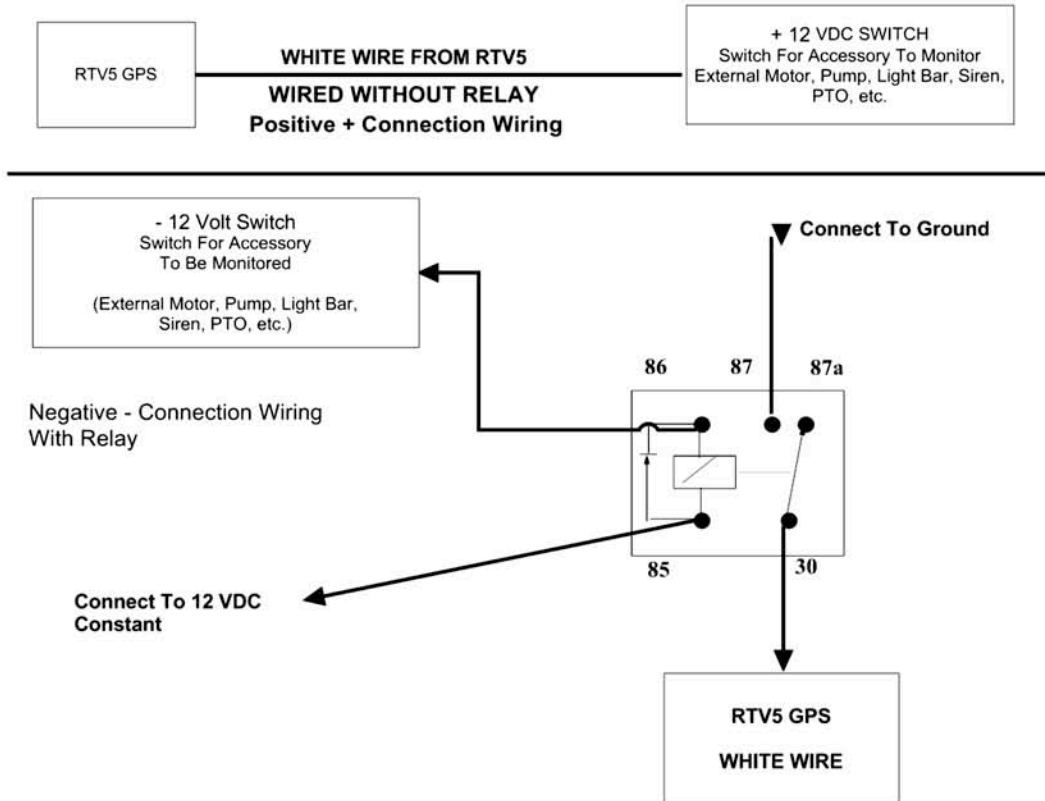 RTV5 GPS
WHITE WIRE FROM RTV5
WIRED WITHOUT RELAY
Positive + Connection Wiring
+ 12 VDC SWITCH
Switch For Accessory To Monitor
External Motor, Pump, Light Bar, Siren,
PTO, etc.
- 12 Volt Switch
Switch For Accessory
To Be Monitored
(External Motor, Pump, Light Bar,
Siren, PTO, etc.)
Connect To Ground
86 87 87a
Negative - Connection Wiring
With Relay
85 30
Connect To 12 VDC
Constant
RTV5 GPS
WHITE WIRE